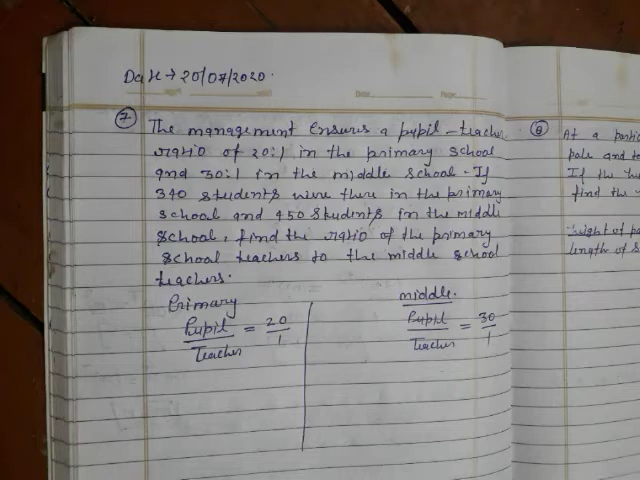 Date → 20/07/2020.
Date Page
⑦ The management ensures a pupil-teacher
ratio of 20:1 in the primary school
and 30:1 in the middle school. If
340 students were there in the primary
school and 450 students in the middle
school, find the ratio of the primary
school teachers to the middle school
teachers.
Primary
Pupil/Teacher = 20/1
middle.
Pupil/Teacher = 30/1
⑧ At a
pole and
If the
find the
height of
length of